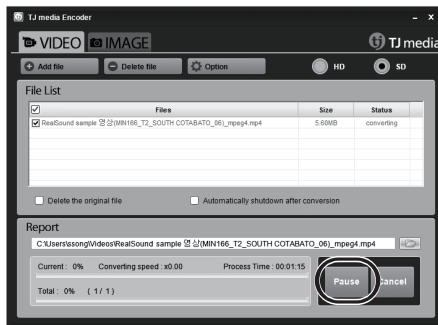 TJ media Encoder
VIDEO IMAGE TJ media
Add file Delete file Option HD SD
File List
Files Size Status
RealSound sample 영상(MIN166_T2_SOUTH COTABATO_06)_mpeg4.mp4 5.60MB converting
Delete the original file Automatically shutdown after conversion
Report
C:\Users\ssong\Videos\RealSound sample 영상(MIN166_T2_SOUTH COTABATO_06)_mpeg4.mp4
Current : 0% Converting speed : x0.00 Process Time : 00:01:15
Pause Cancel
Total : 0% ( 1/ 1 )